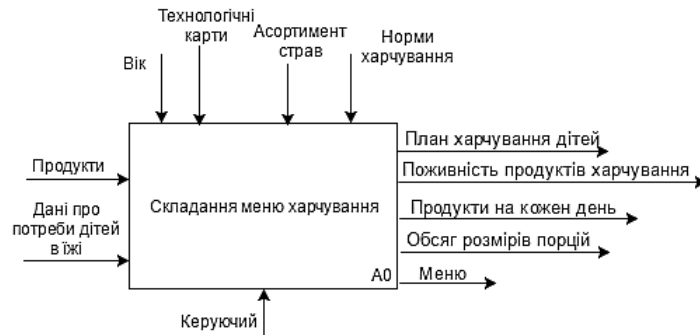 Технологічні
карти
Вік
Асортимент
страв
Норми
харчування
Продукти
Дані про
потреби дітей
в їжі
Складання меню харчування
A0
План харчування дітей
Поживність продуктів харчування
Продукти на кожен день
Обсяг розмірів порцій
Меню
Керуючий